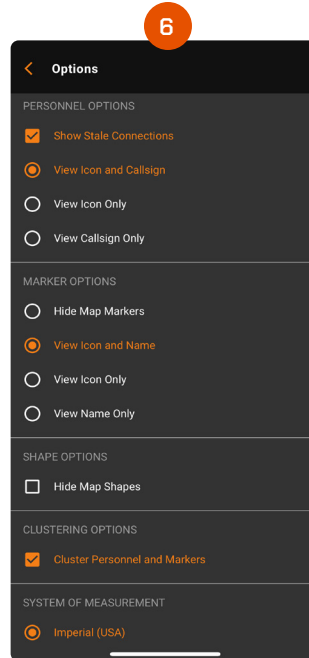 6
Options
PERSONNEL OPTIONS
Show Stale Connections
View Icon and Callsign
View Icon Only
View Callsign Only
MARKER OPTIONS
Hide Map Markers
View Icon and Name
View Icon Only
View Name Only
SHAPE OPTIONS
Hide Map Shapes
CLUSTERING OPTIONS
Cluster Personnel and Markers
SYSTEM OF MEASUREMENT
Imperial (USA)